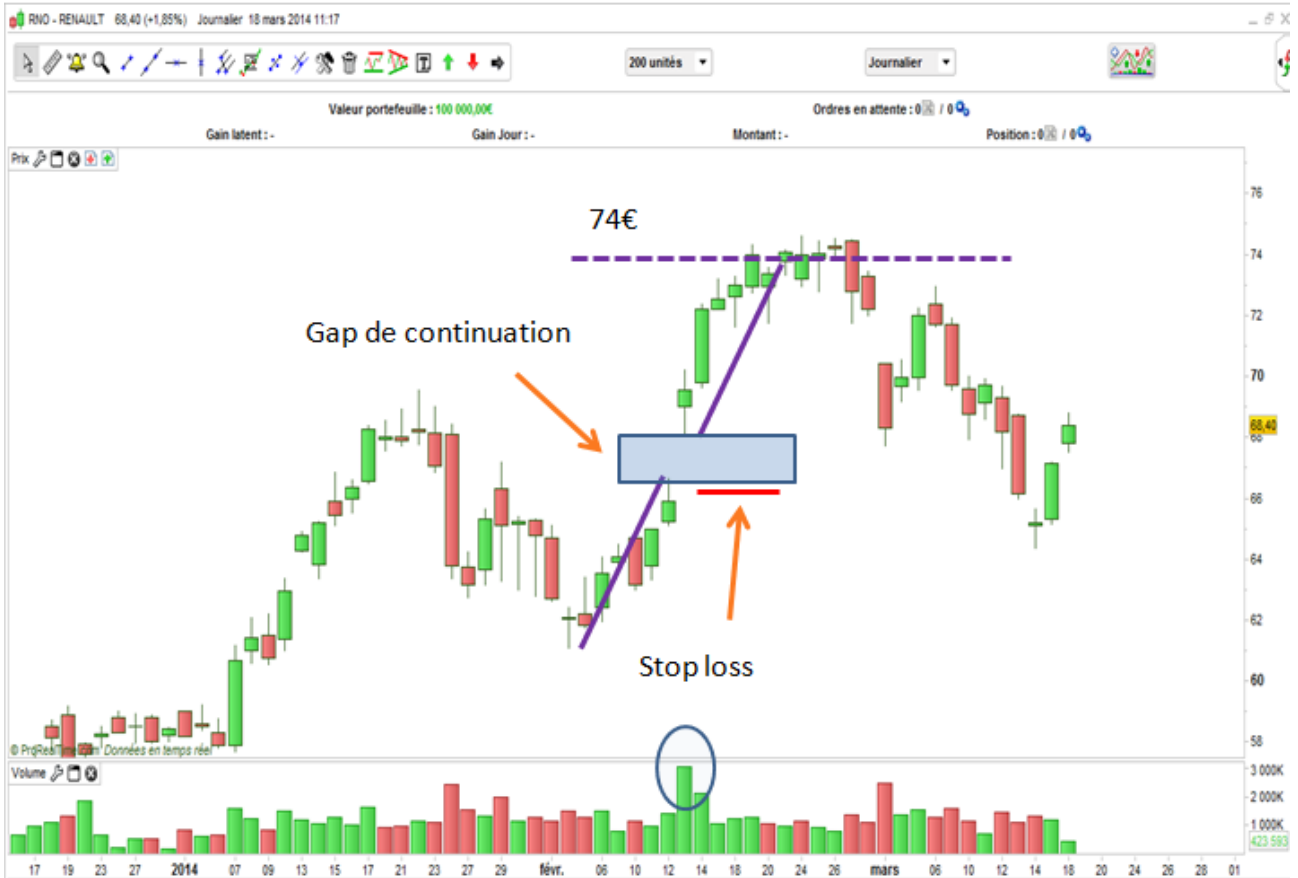 RNO - RENAULT 68,40 (+1,85%) Journalier 18 mars 2014 11:17
200 unités
Journalier
Valeur portefeuille : 100 000,00€
Ordres en attente : 0 / 0
Gain latent : -
Gain Jour : -
Montant : -
Position : 0 / 0
Prix
76
74€
74
Gap de continuation
72
70
68,40
68
66
64
62
Stop loss
60
58
Données en temps réel
Volume
3 000K
2 000K
1 000K
423 593
17 19 23 27 2014 07 09 13 15 17 21 23 27 29 févr. 06 10 12 14 18 20 24 26 mars 06 10 12 14 18 20 24 26 28 01